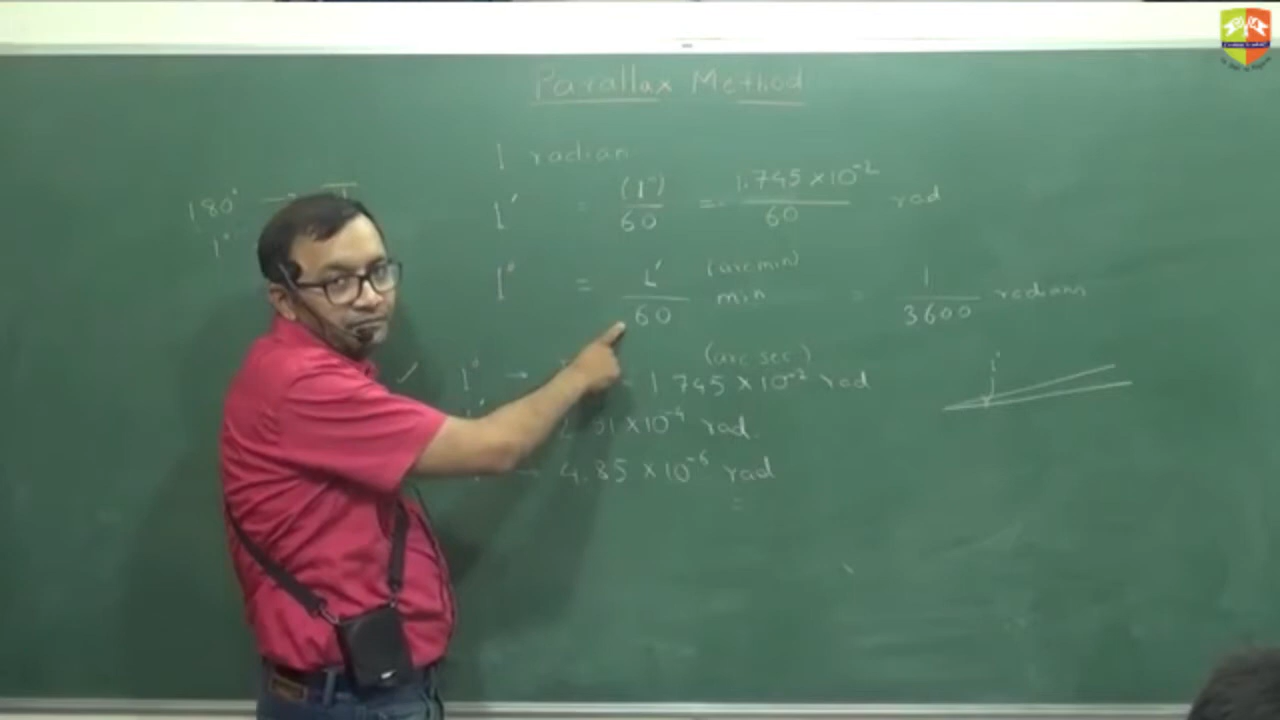 Parallax Method
1 radian
180° →
1°
1′ = (1°)/60 = 1.745 × 10⁻²/60 rad
1″ = 1′/60 (arcmin) min = 1/3600 radians
(arc sec)
✓ 1° → 1.745 × 10⁻² rad
× 10⁻⁴ rad
→ 4.85 × 10⁻⁶ rad